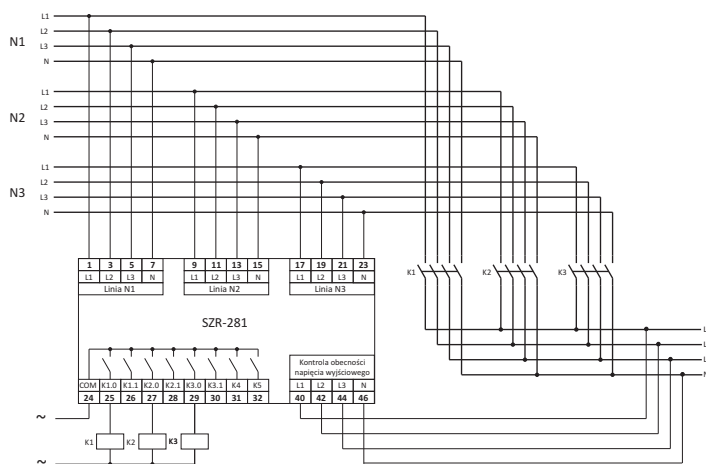 N1
L1
L2
L3
N
N2
L1
L2
L3
N
N3
L1
L2
L3
N
1 3 5 7 9 11 13 15 17 19 21 23
L1 L2 L3 N L1 L2 L3 N L1 L2 L3 N
Linia N1 Linia N2 Linia N3
K1 K2 K3
SZR-281
Kontrola obecności
napięcia wyjściowego
COM K1.0 K1.1 K2.0 K2.1 K3.0 K3.1 K4 K5 L1 L2 L3 N
24 25 26 27 28 29 30 31 32 40 42 44 46
~
K1 K2 K3
~